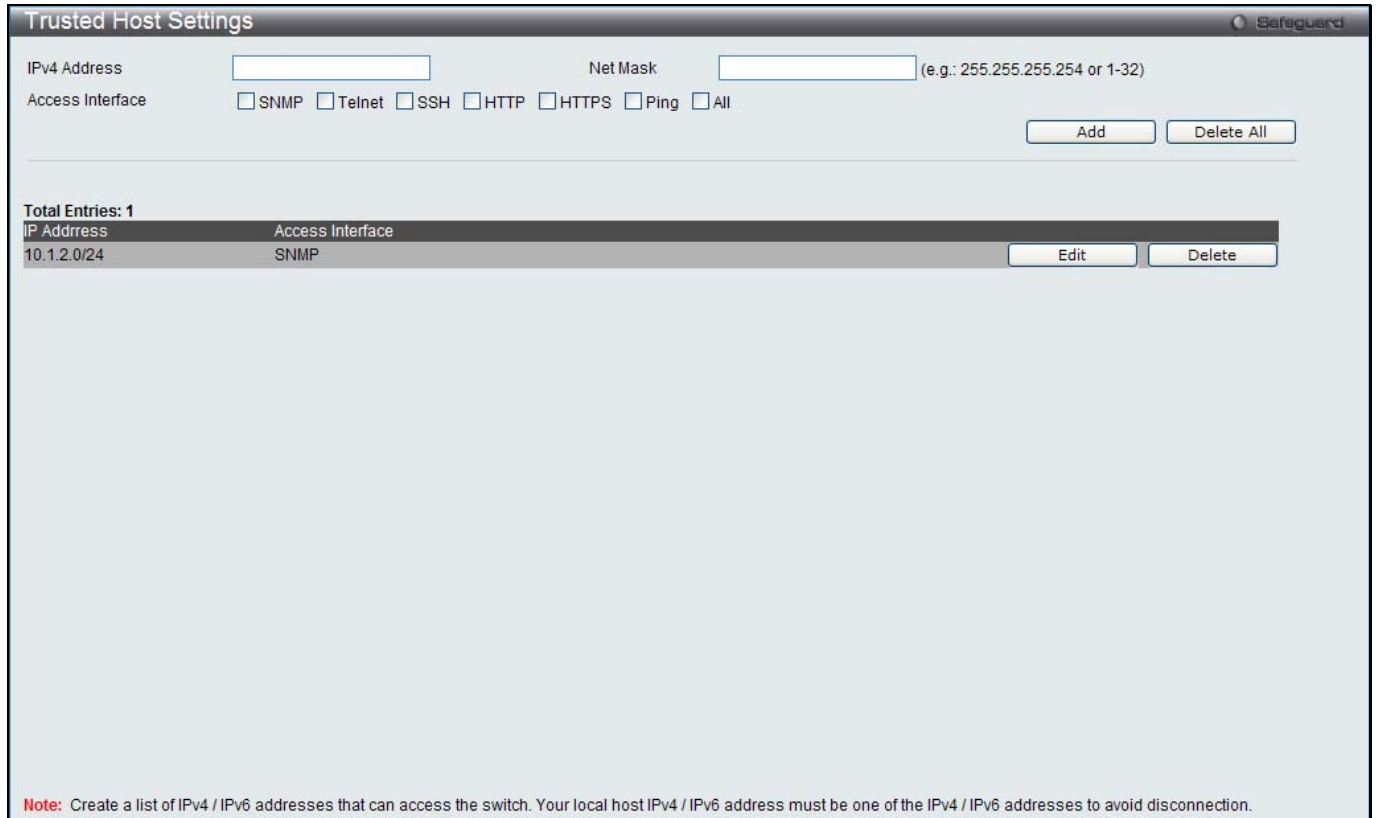 Trusted Host Settings
Safeguard
IPv4 Address Net Mask (e.g.: 255.255.255.254 or 1-32)
Access Interface SNMP Telnet SSH HTTP HTTPS Ping All
Add Delete All
Total Entries: 1
IP Addrress Access Interface
10.1.2.0/24 SNMP Edit Delete
Note: Create a list of IPv4 / IPv6 addresses that can access the switch. Your local host IPv4 / IPv6 address must be one of the IPv4 / IPv6 addresses to avoid disconnection.